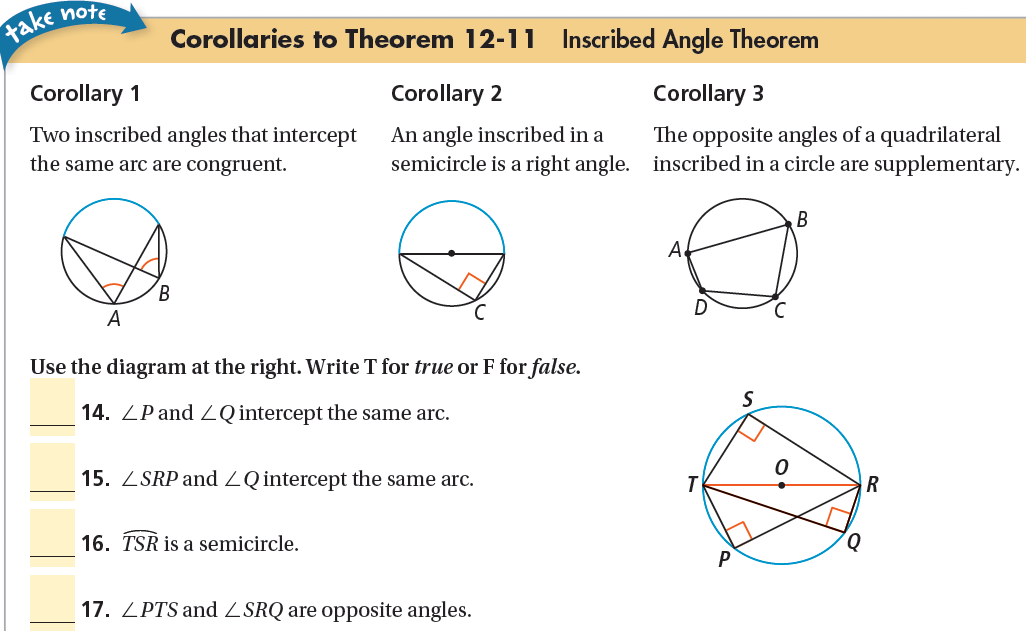 take note
Corollaries to Theorem 12-11 Inscribed Angle Theorem
Corollary 1
Two inscribed angles that intercept
the same arc are congruent.
A
B
Corollary 2
An angle inscribed in a
semicircle is a right angle.
C
Corollary 3
The opposite angles of a quadrilateral
inscribed in a circle are supplementary.
A
B
D
C
Use the diagram at the right. Write T for true or F for false.
14. ∠P and ∠Q intercept the same arc.
15. ∠SRP and ∠Q intercept the same arc.
16. T͡SR is a semicircle.
17. ∠PTS and ∠SRQ are opposite angles.
S
O
T
R
P
Q